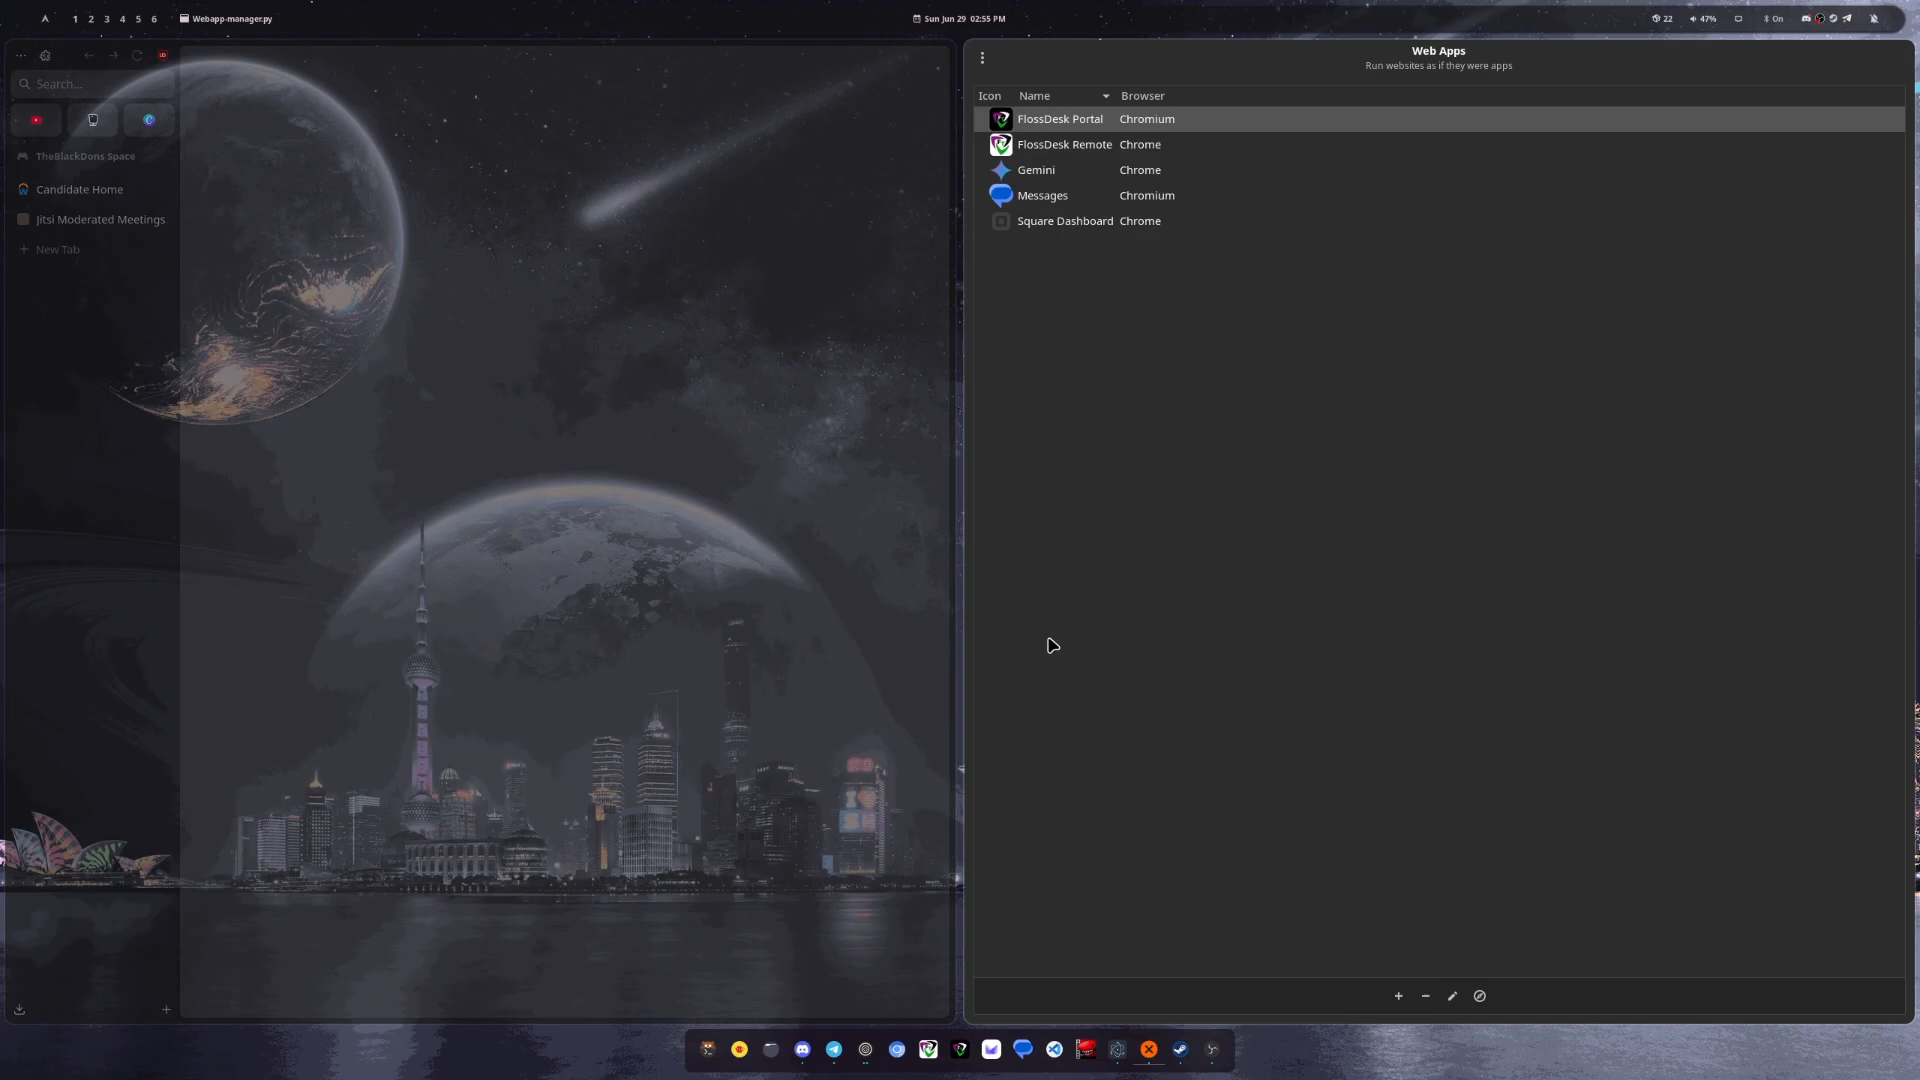 1 2 3 4 5 6 Webapp-manager.py
Sun Jun 29 02:55 PM
22 47% On
Search...
TheBlackDons Space
Candidate Home
Jitsi Moderated Meetings
New Tab
Web Apps
Run websites as if they were apps
Icon Name Browser
FlossDesk Portal Chromium
FlossDesk Remote Chrome
Gemini Chrome
Messages Chromium
Square Dashboard Chrome